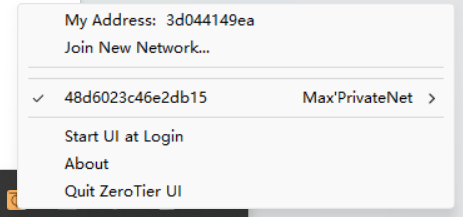 My Address: 3d044149ea
Join New Network...
48d6023c46e2db15 Max'PrivateNet
Start UI at Login
About
Quit ZeroTier UI